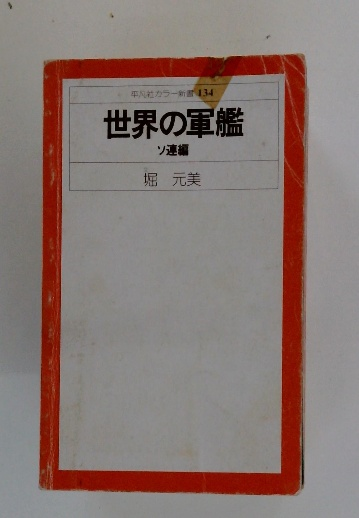 平凡社カラー新書 134
世界の軍艦
ソ連編
堀 元美